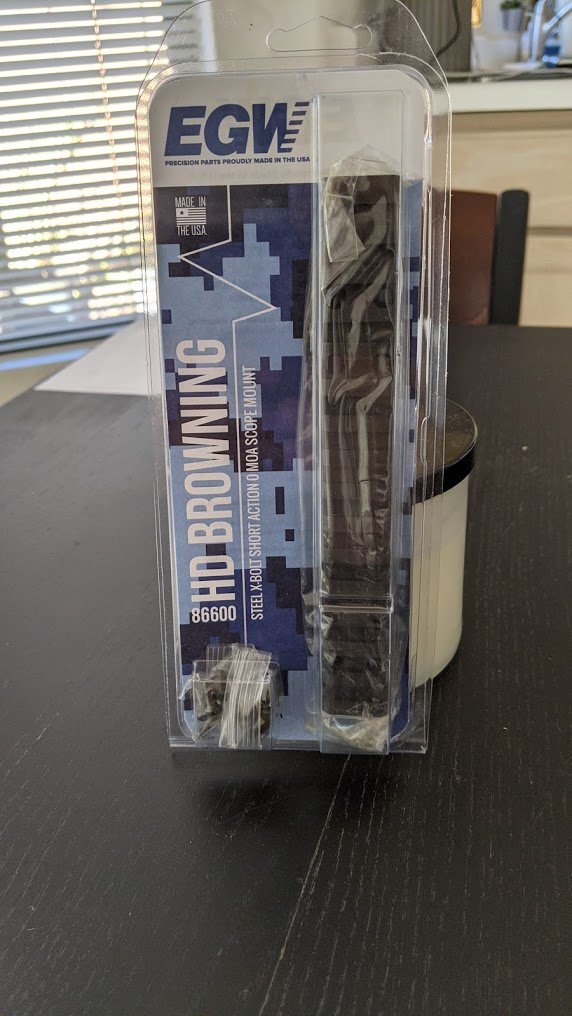 EGW
PRECISION PARTS PROUDLY MADE IN THE USA
MADE IN
THE U.S.A.
86600 HD BROWNING
STEEL X-BOLT SHORT ACTION 0 MOA SCOPE MOUNT